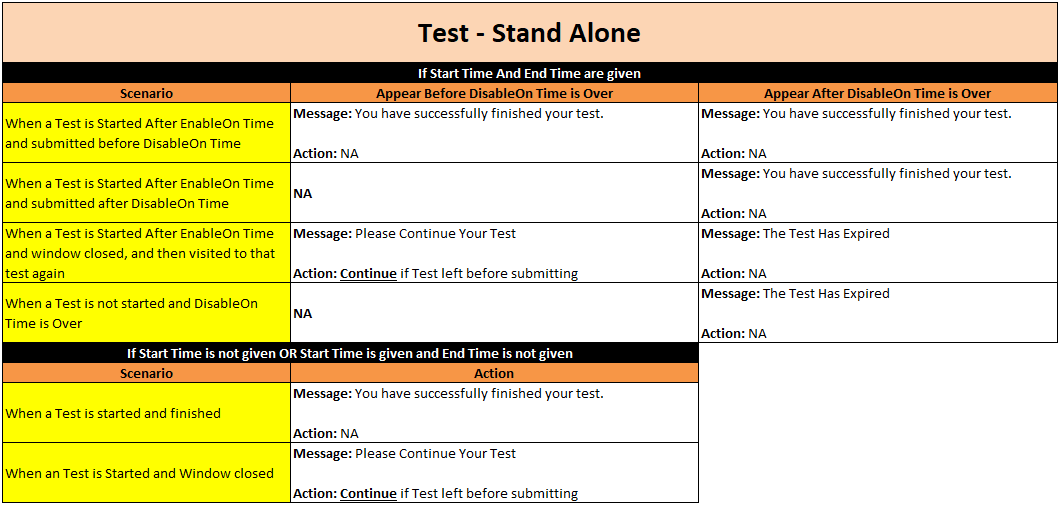 Test - Stand Alone
If Start Time And End Time are given
Scenario
Appear Before DisableOn Time is Over
Appear After DisableOn Time is Over
When a Test is Started After EnableOn Time
and submitted before DisableOn Time
Message: You have successfully finished your test.
Action: NA
Message: You have successfully finished your test.
Action: NA
When a Test is Started After EnableOn Time
and submitted after DisableOn Time
NA
Message: You have successfully finished your test.
Action: NA
When a Test is Started After EnableOn Time
and window closed, and then visited to that
test again
Message: Please Continue Your Test
Action: Continue if Test left before submitting
Message: The Test Has Expired
Action: NA
When a Test is not started and DisableOn
Time is Over
NA
Message: The Test Has Expired
Action: NA
If Start Time is not given OR Start Time is given and End Time is not given
Scenario
Action
When a Test is started and finished
Message: You have successfully finished your test.
Action: NA
When an Test is Started and Window closed
Message: Please Continue Your Test
Action: Continue if Test left before submitting